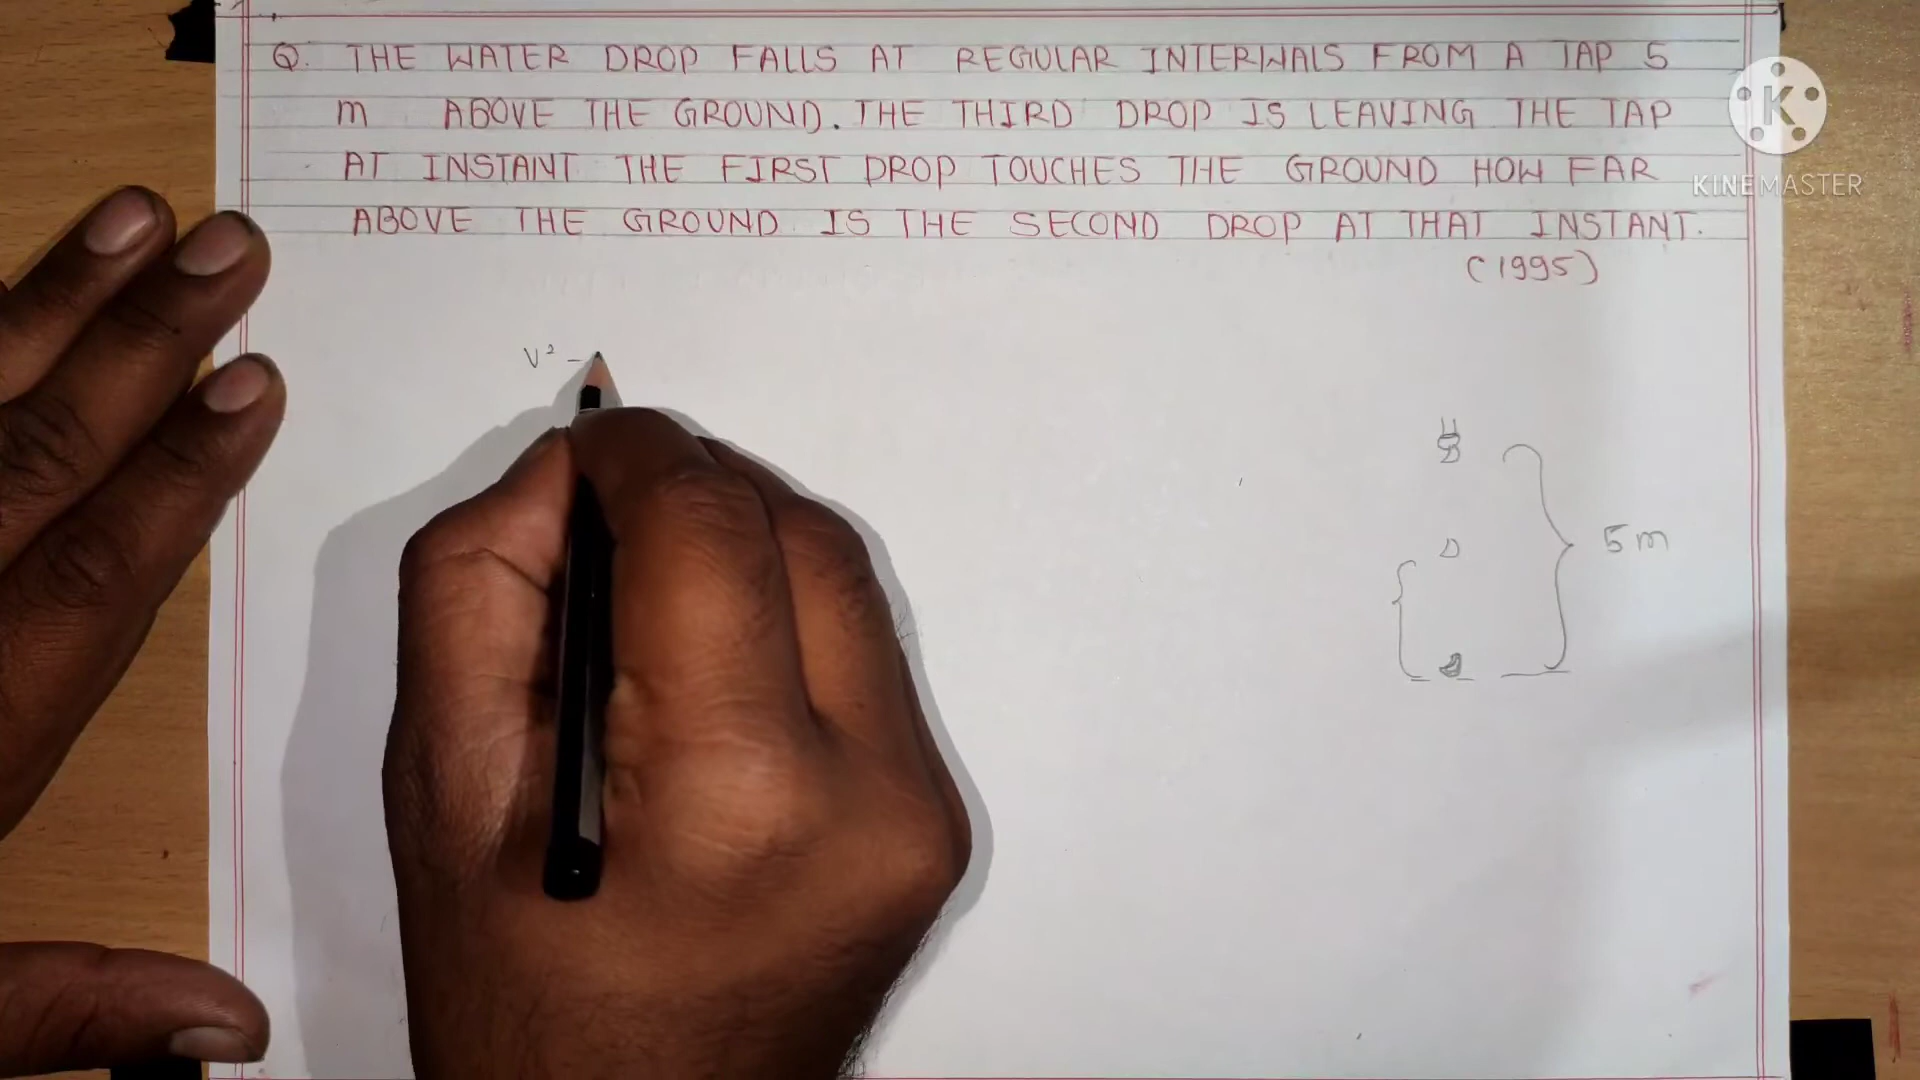 Q. THE WATER DROP FALLS AT REGULAR INTERWALS FROM A TAP 5
m ABOVE THE GROUND. THE THIRD DROP IS LEAVING THE TAP
AT INSTANT THE FIRST DROP TOUCHES THE GROUND HOW FAR
ABOVE THE GROUND IS THE SECOND DROP AT THAT INSTANT.
(1995)
K
KINEMASTER
V² -
5 m